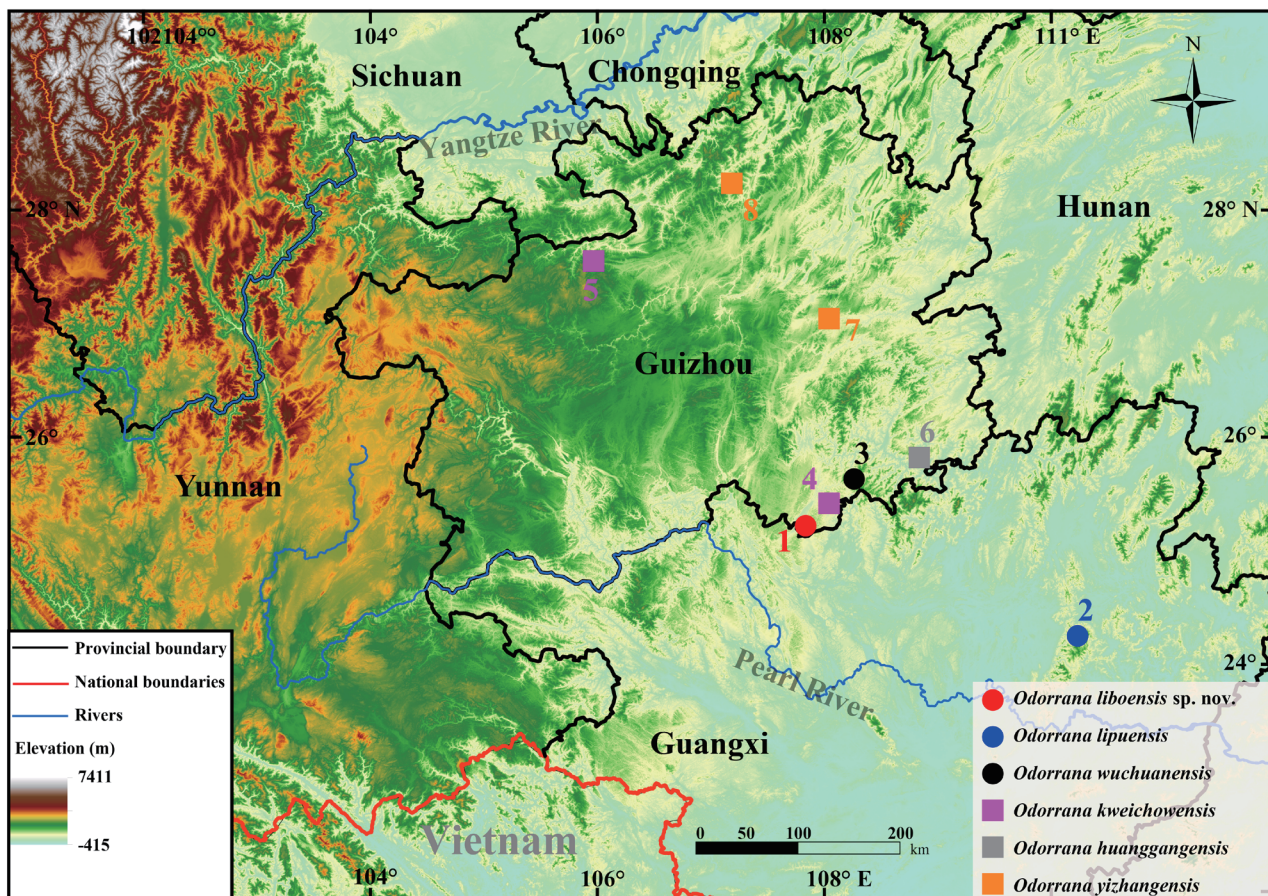 102104°° 104° 106° 108° 111° E
N
Sichuan
Chongqing
Yangtze River
28° N
Hunan
28° N
8
5
7
Guizhou
26°
26°
6
3
4
Yunnan
1
2
Pearl River
24°
Guangxi
Vietnam
104° 106° 108° E
0 50 100 200
km
Provincial boundary
National boundaries
Rivers
Elevation (m)
7411
-415
Odorrana liboensis sp. nov.
Odorrana lipuensis
Odorrana wuchuanensis
Odorrana kweichowensis
Odorrana huanggangensis
Odorrana yizhangensis